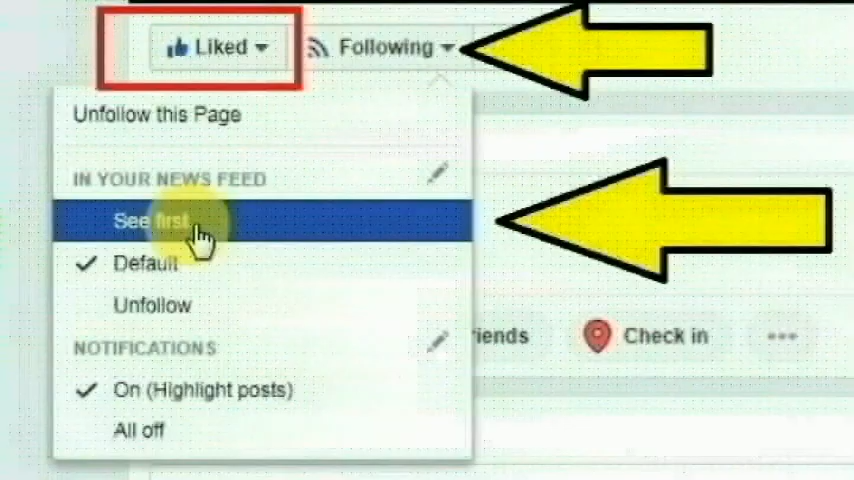 Liked Following
Unfollow this Page
IN YOUR NEWS FEED
See first
Default
Unfollow
riends Check in
NOTIFICATIONS
On (Highlight posts)
All off